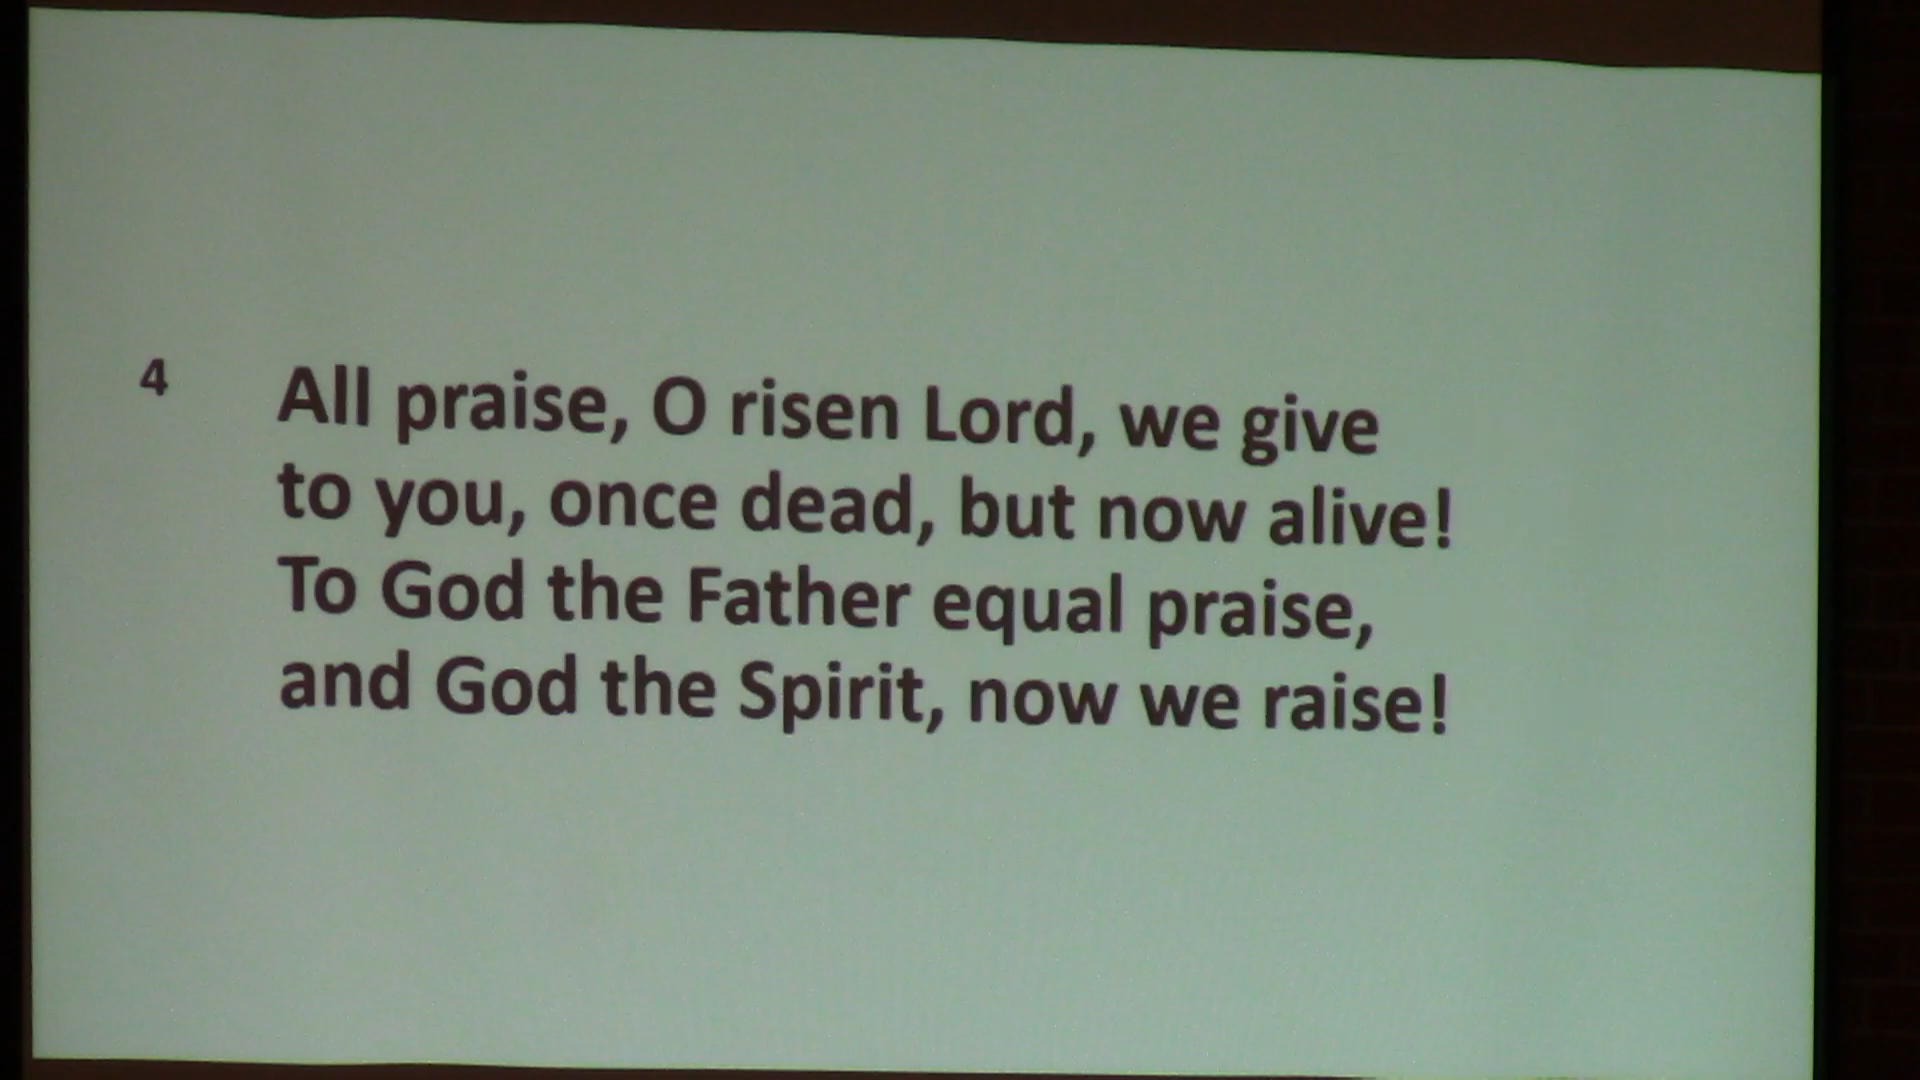 4 All praise, O risen Lord, we give
to you, once dead, but now alive!
To God the Father equal praise,
and God the Spirit, now we raise!